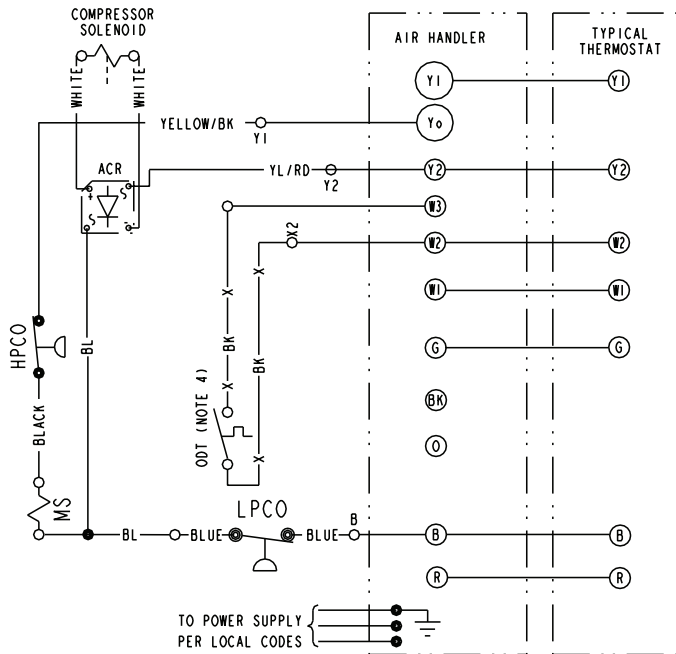 COMPRESSOR
SOLENOID
AIR HANDLER
TYPICAL
THERMOSTAT
WHITE
WHITE
Y1
Y1
YELLOW/BK
Y1
Yo
ACR
YL/RD
Y2
Y2
Y2
+
S
S
-
W3
X2
W2
W2
X
X
W1
W1
HPCO
BL
BK
BK
G
G
ODT (NOTE 4)
X
X
BK
BLACK
O
MS
LPCO
BL
BLUE
BLUE
B
B
B
R
R
TO POWER SUPPLY
PER LOCAL CODES